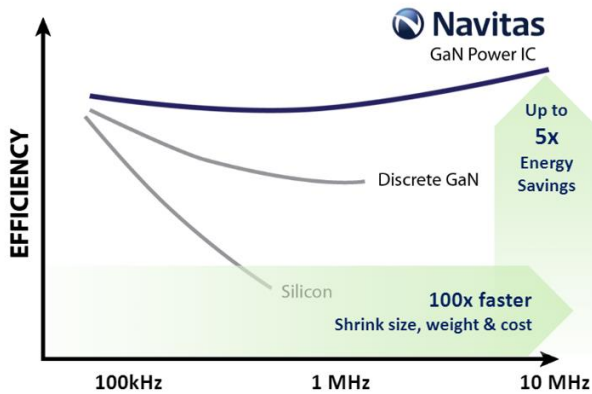 Navitas
GaN Power IC
Up to
5x
Energy
Savings
EFFICIENCY
Discrete GaN
Silicon
100x faster
Shrink size, weight & cost
100kHz
1 MHz
10 MHz